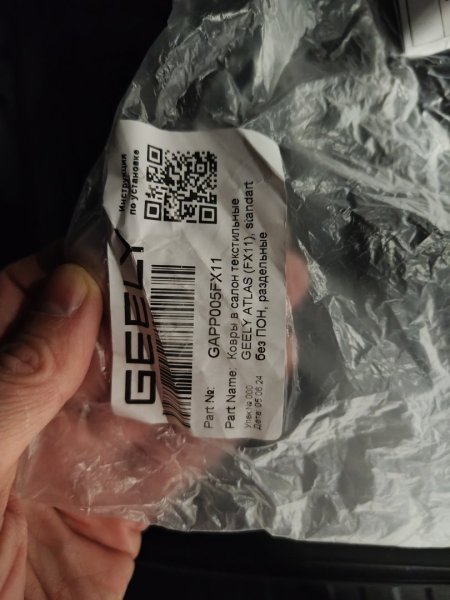 GEELY
Инструкция
по установке
Part №: GAPP005FX11
Part Name: Ковры в салон текстильные
GEELY ATLAS (FX11), standart
без ПОН, раздельные
Дата: 05.06.24